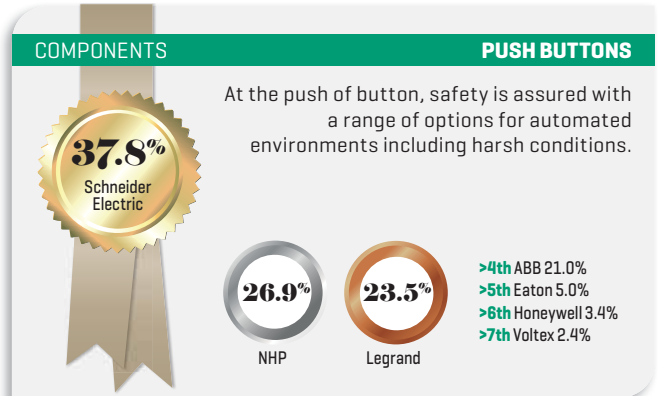 COMPONENTS
PUSH BUTTONS
At the push of button, safety is assured with
a range of options for automated
environments including harsh conditions.
37.8%
Schneider
Electric
26.9%
NHP
23.5%
Legrand
>4th ABB 21.0%
>5th Eaton 5.0%
>6th Honeywell 3.4%
>7th Voltex 2.4%